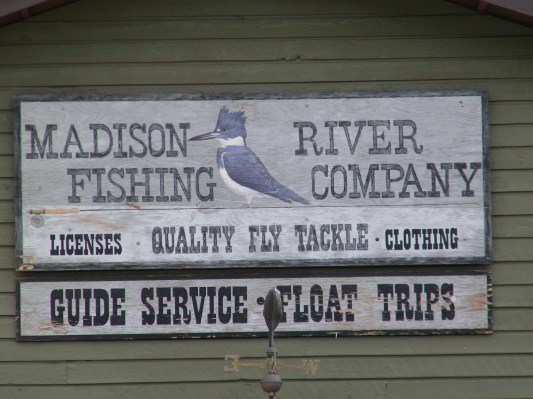 MADISON RIVER
FISHING COMPANY
LICENSES · QUALITY FLY TACKLE · CLOTHING
GUIDE SERVICE · FLOAT TRIPS
W